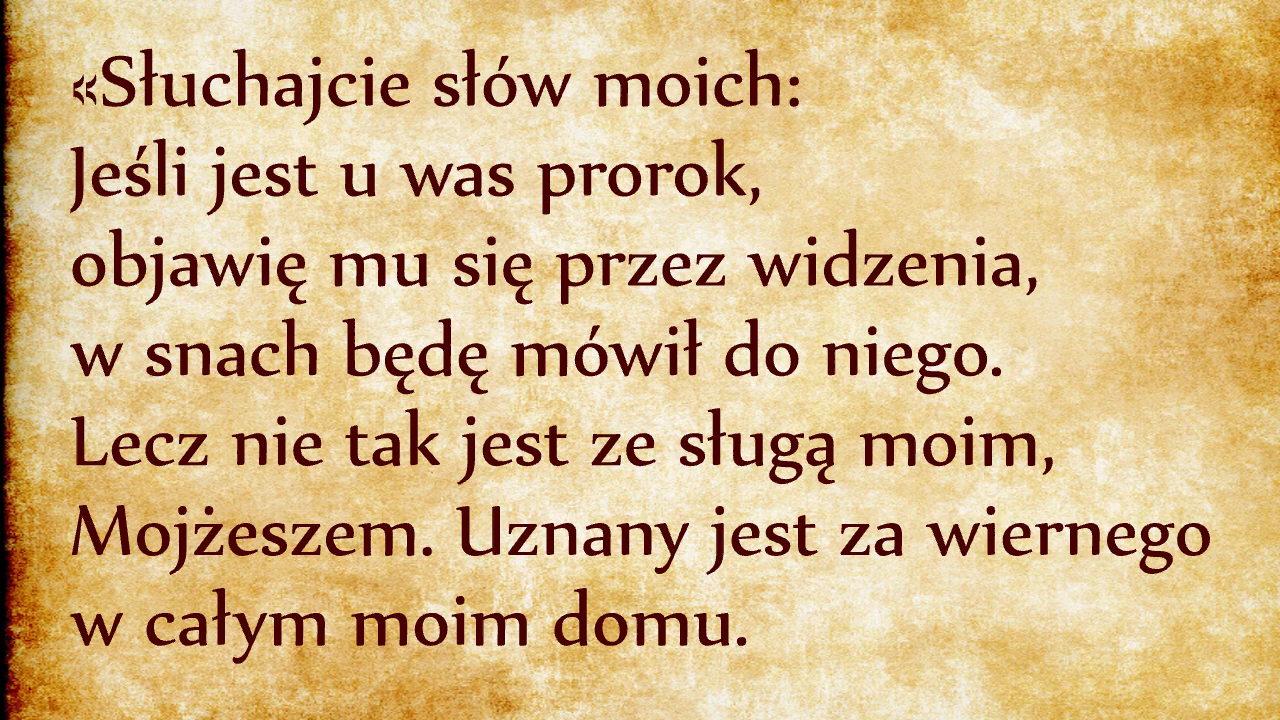 «Słuchajcie słów moich:
Jeśli jest u was prorok,
objawię mu się przez widzenia,
w snach będę mówił do niego.
Lecz nie tak jest ze sługą moim,
Mojżeszem. Uznany jest za wiernego
w całym moim domu.